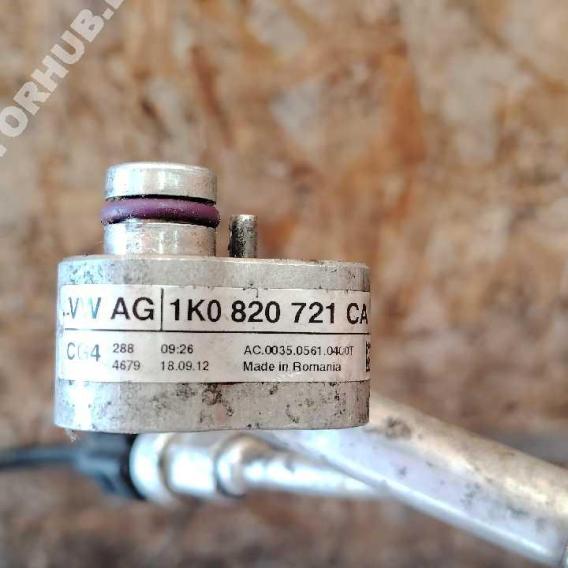 VW AG 1K0 820 721 CA
CG4 288 09:26 AC.0035.0561.0400T
4679 18.09.12 Made in Romania